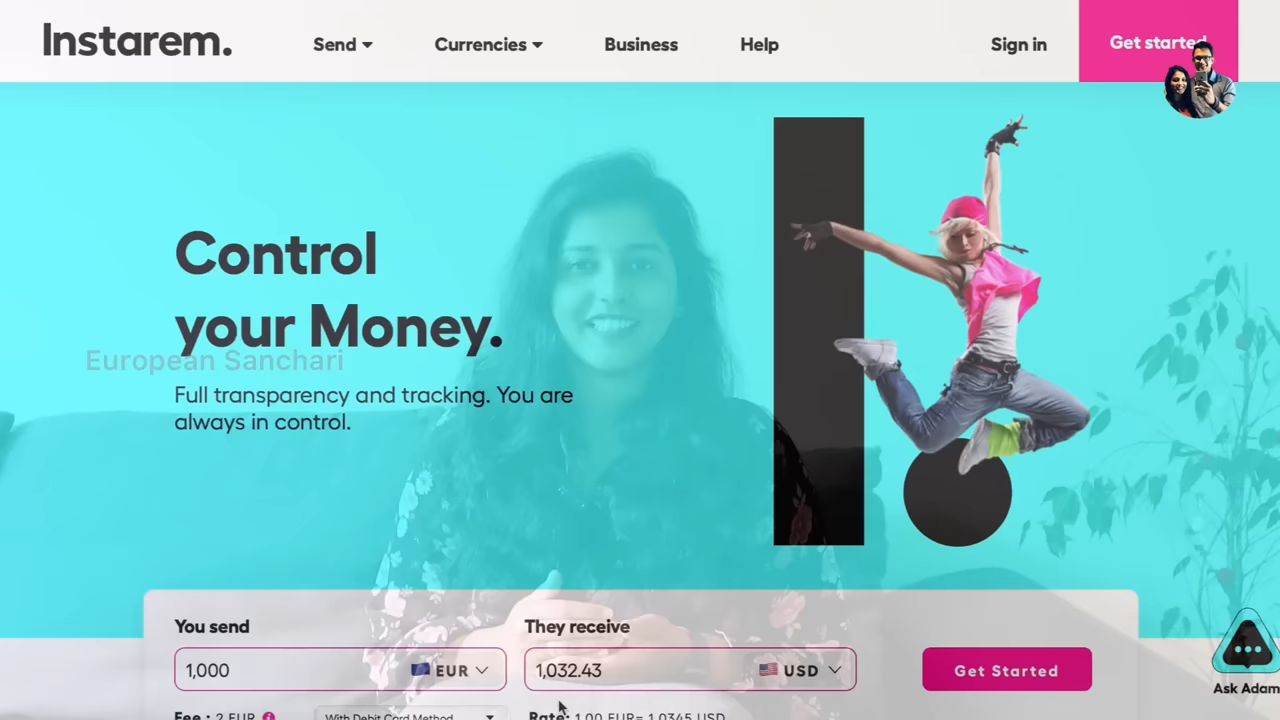 Instarem.
Send
Currencies
Business
Help
Sign in
Get started
Control
your Money.
European Sanchari
Full transparency and tracking. You are
always in control.
You send
They receive
1,000
EUR
1,032.43
USD
Get Started
Ask Adam
Fee : 2 EUR
With Debit Card Method
Rate: 1.00 EUR= 1.0345 USD